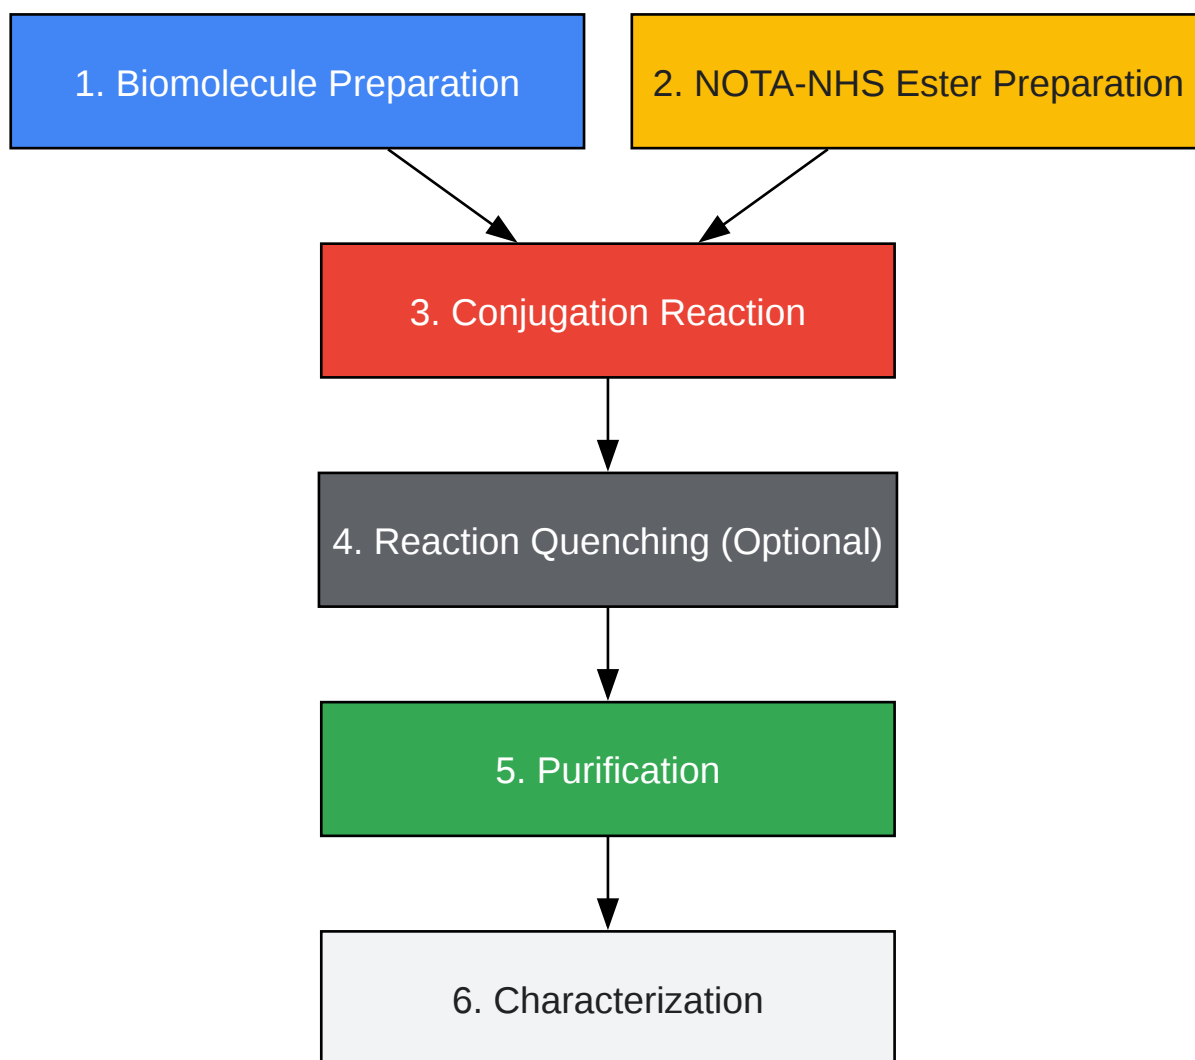 1. Biomolecule Preparation
2. NOTA-NHS Ester Preparation
3. Conjugation Reaction
4. Reaction Quenching (Optional)
5. Purification
6. Characterization